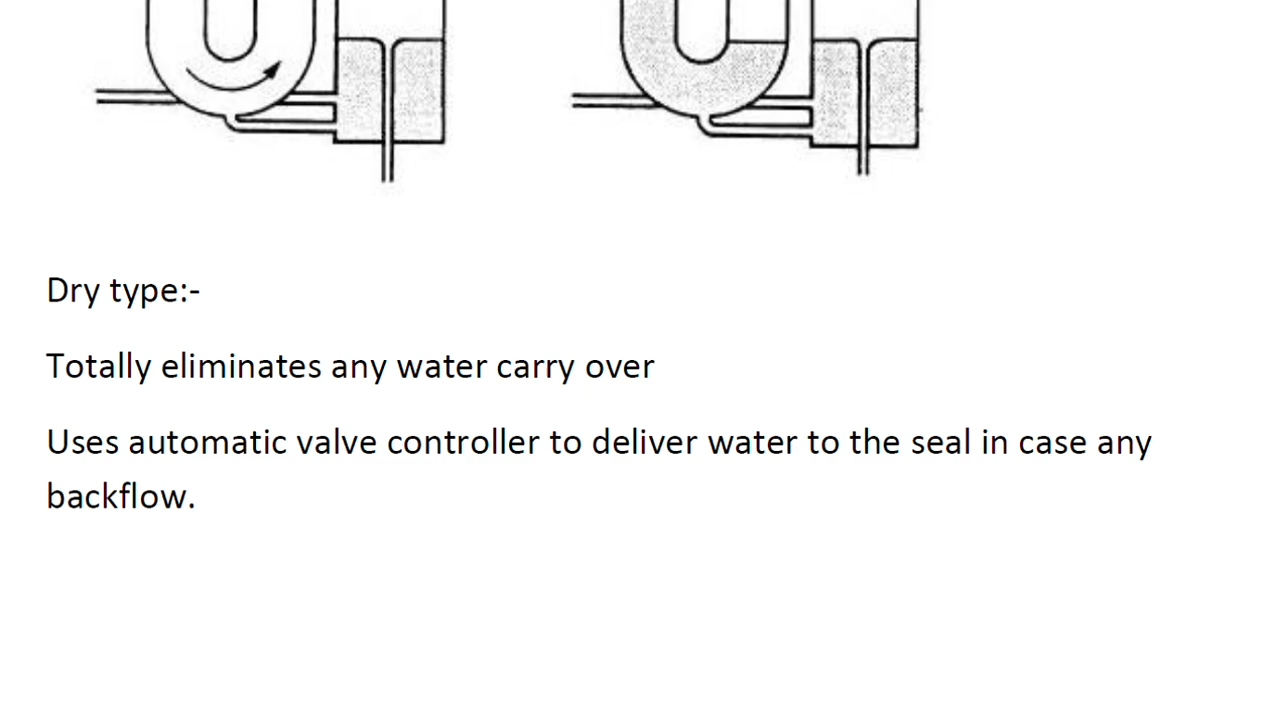 Dry type:-
Totally eliminates any water carry over
Uses automatic valve controller to deliver water to the seal in case any
backflow.